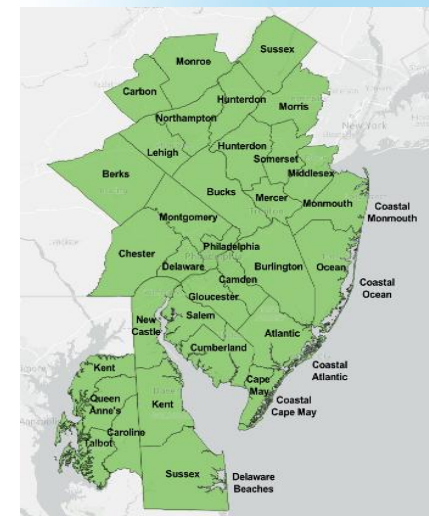 Sussex
Monroe
Carbon
Hunterdon
Morris
Northampton
New York
Lehigh
Hunterdon
Somerset
Berks
Middlesex
Bucks
Mercer
Monmouth
Coastal
Monmouth
Montgomery
Chester
Philadelphia
Delaware
Burlington
Ocean
Camden
Coastal
Ocean
Gloucester
New
Castle
Salem
Atlantic
Cumberland
Coastal
Atlantic
Kent
Cape
May
Coastal
Cape May
Queen
Anne's
Kent
Caroline
Talbot
Sussex
Delaware
Beaches